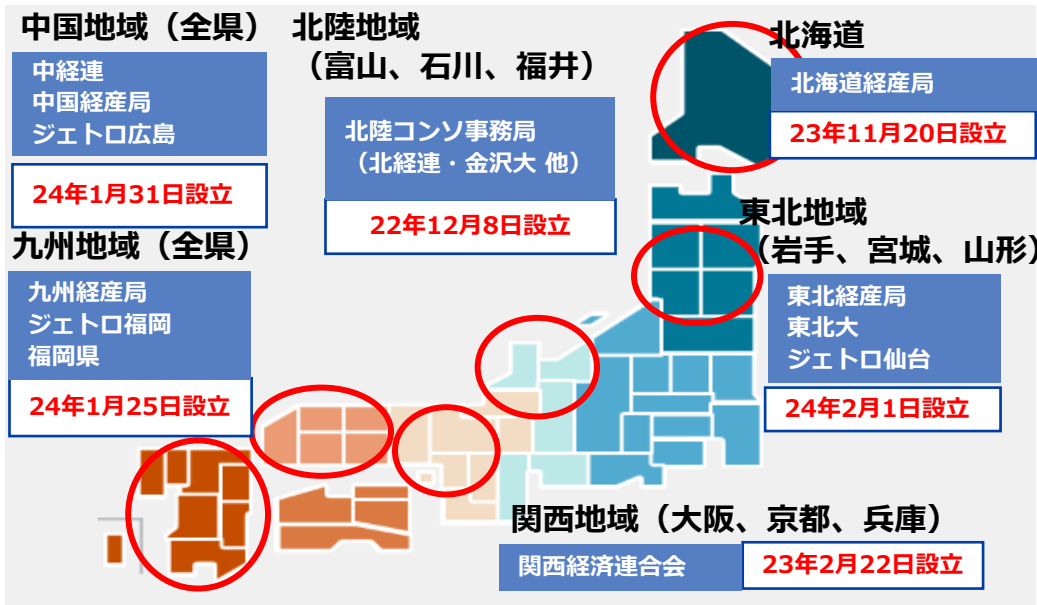 中国地域（全県）
中経連
中国経産局
ジェトロ広島
24年1月31日設立
北陸地域
（富山、石川、福井）
北陸コンソ事務局
（北経連・金沢大 他）
22年12月8日設立
北海道
北海道経産局
23年11月20日設立
東北地域
（岩手、宮城、山形）
東北経産局
東北大
ジェトロ仙台
24年2月1日設立
九州地域（全県）
九州経産局
ジェトロ福岡
福岡県
24年1月25日設立
関西地域（大阪、京都、兵庫）
関西経済連合会
23年2月22日設立